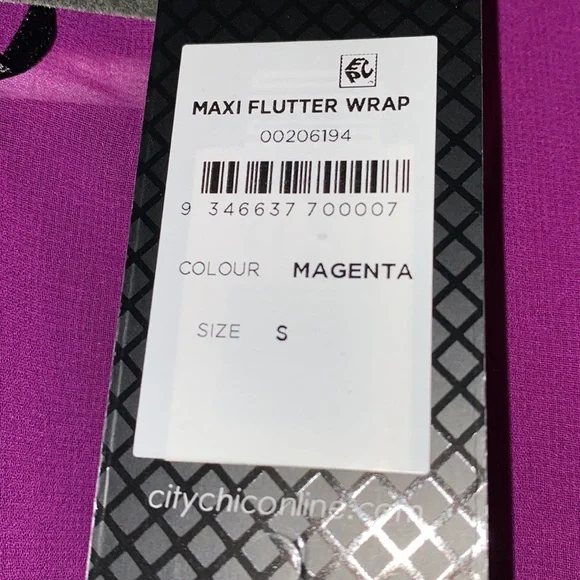 MAXI FLUTTER WRAP
00206194
9 346637 700007
COLOUR MAGENTA
SIZE S
citychiconline.com